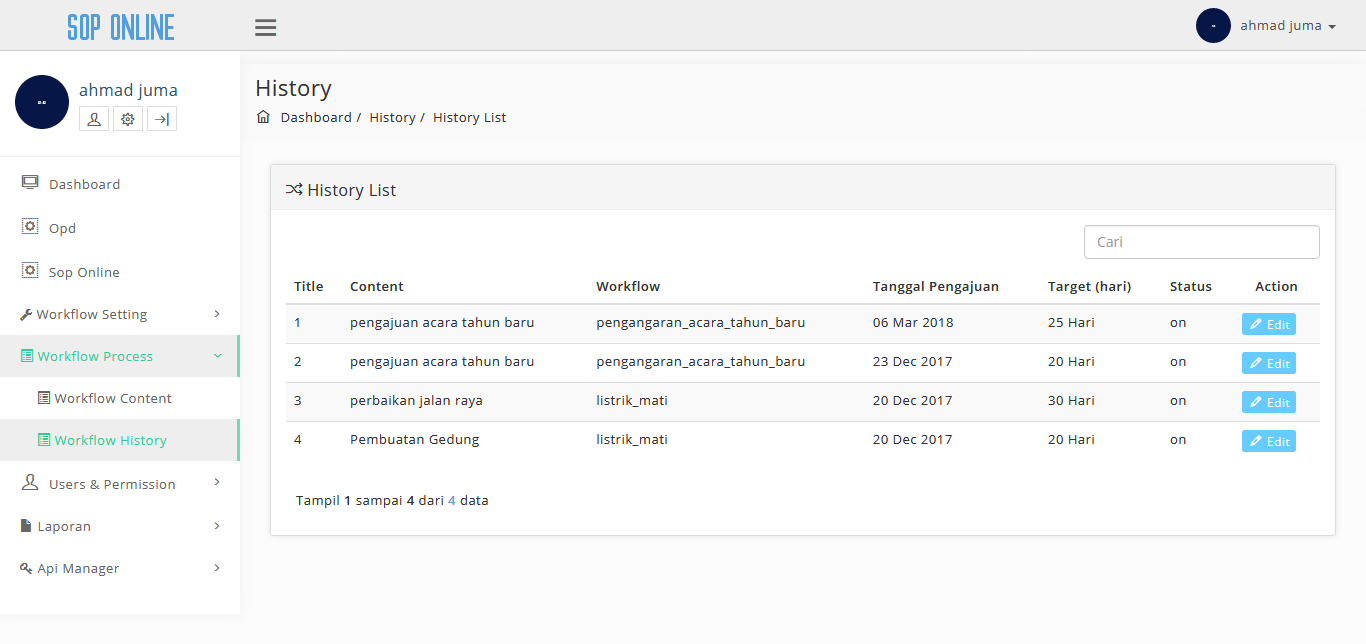 SOP ONLINE
ahmad juma
ahmad juma
Dashboard
Opd
Sop Online
Workflow Setting
Workflow Process
Workflow Content
Workflow History
Users & Permission
Laporan
Api Manager
History
Dashboard / History / History List
History List
Cari
Title Content Workflow Tanggal Pengajuan Target (hari) Status Action
1 pengajuan acara tahun baru pengangaran_acara_tahun_baru 06 Mar 2018 25 Hari on Edit
2 pengajuan acara tahun baru pengangaran_acara_tahun_baru 23 Dec 2017 20 Hari on Edit
3 perbaikan jalan raya listrik_mati 20 Dec 2017 30 Hari on Edit
4 Pembuatan Gedung listrik_mati 20 Dec 2017 20 Hari on Edit
Tampil 1 sampai 4 dari 4 data